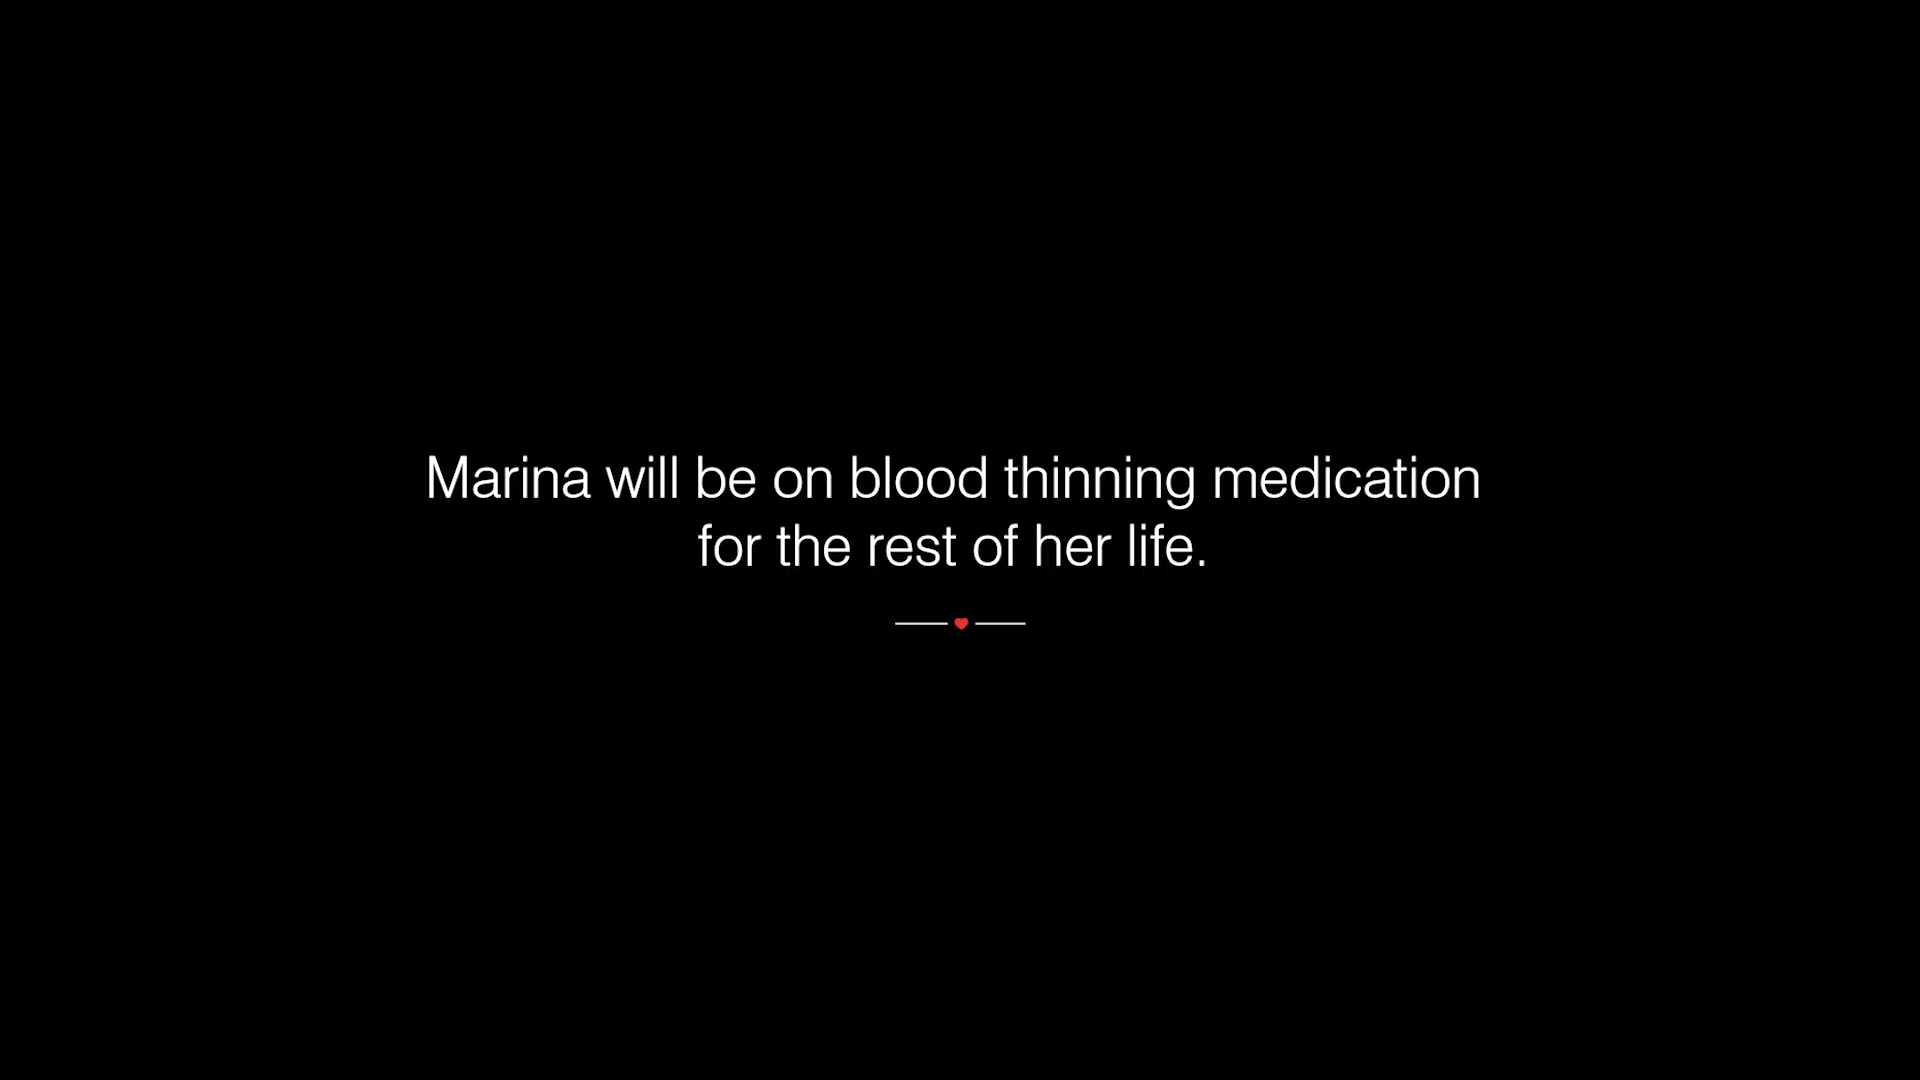 Marina will be on blood thinning medication
for the rest of her life.